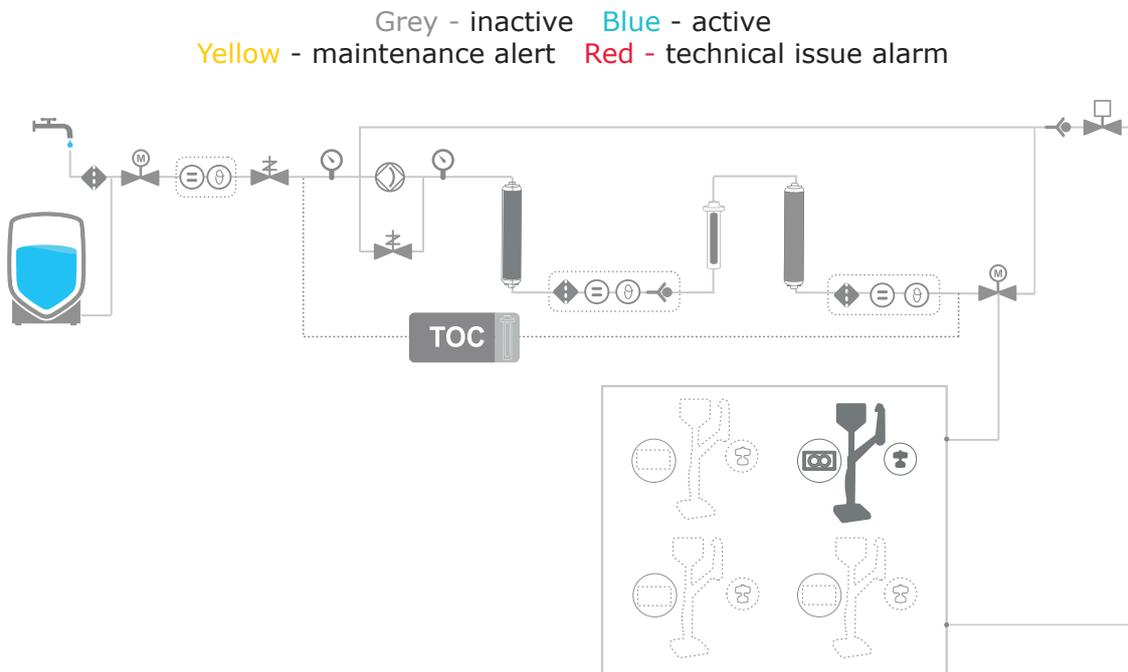 Grey - inactive Blue - active
Yellow - maintenance alert Red - technical issue alarm
M
M
TOC